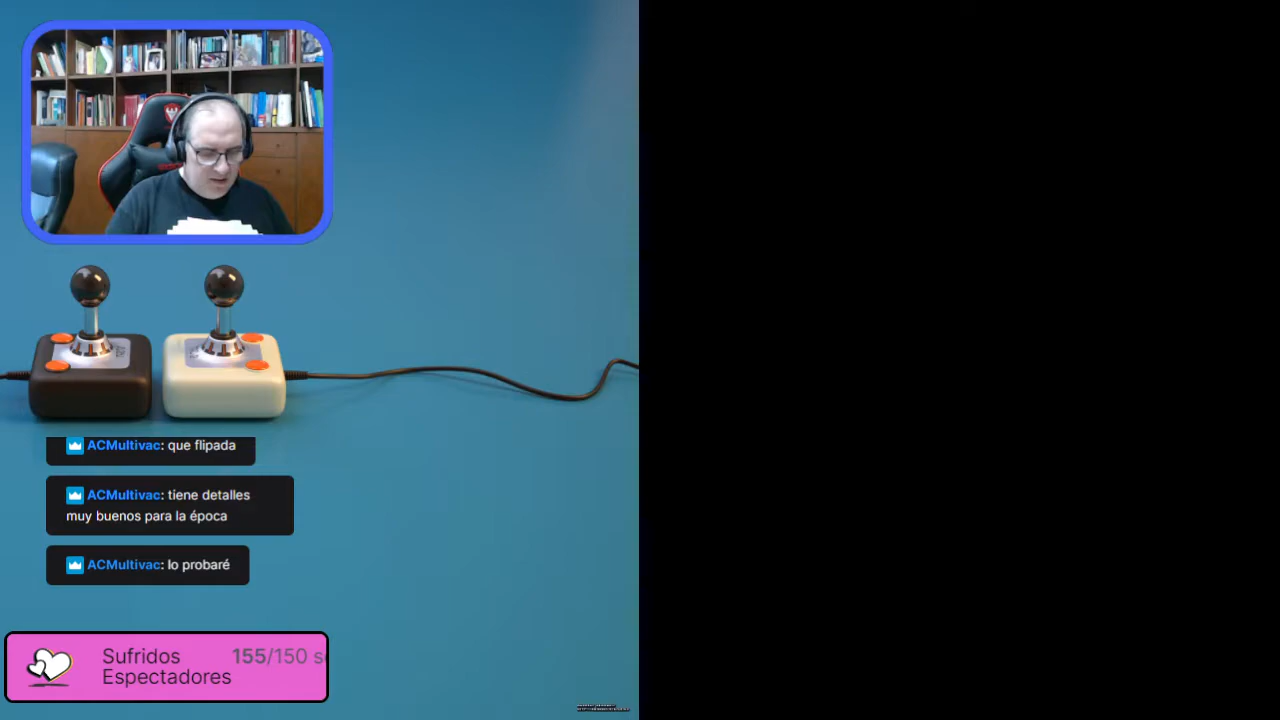 ACMultivac: que flipada
ACMultivac: tiene detalles
muy buenos para la época
ACMultivac: lo probaré
Sufridos
Espectadores
155/150